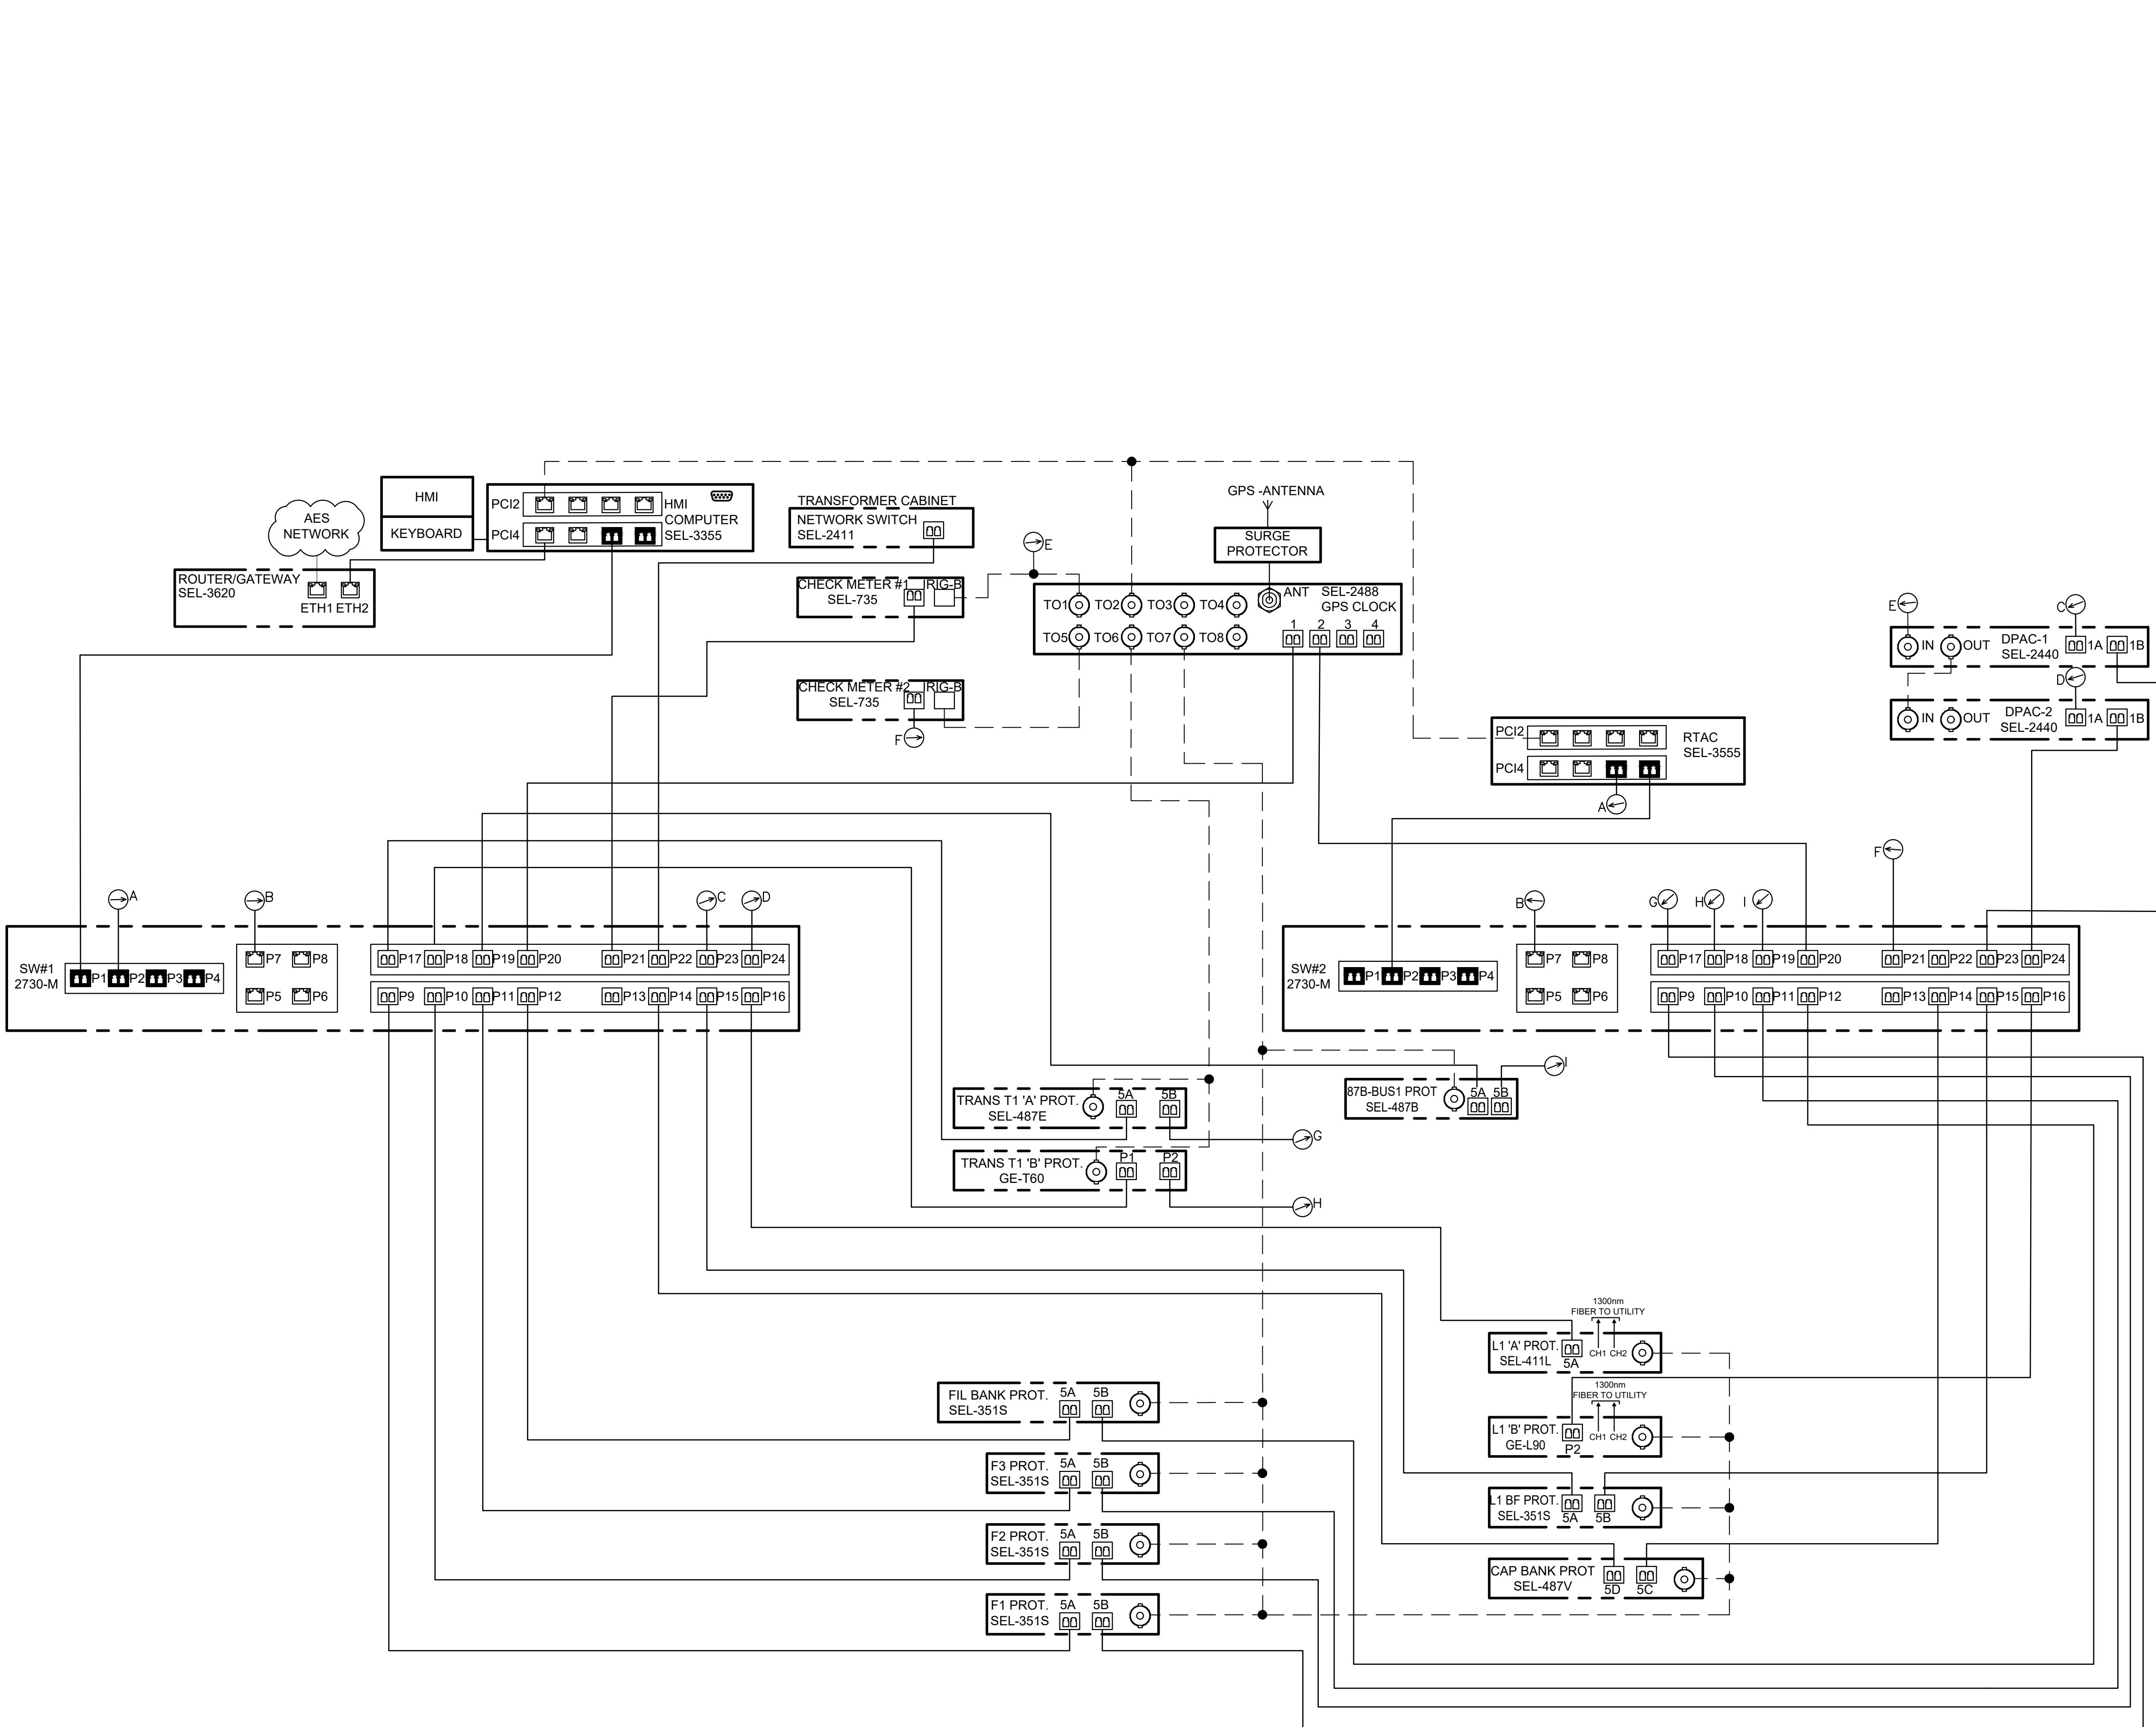 AES
NETWORK
HMI
KEYBOARD
PCI2
HMI
COMPUTER
SEL-3355
PCI4
ROUTER/GATEWAY
SEL-3620
ETH1 ETH2
TRANSFORMER CABINET
NETWORK SWITCH
SEL-2411
CHECK METER #1 IRIG-B
SEL-735
E
CHECK METER #2 IRIG-B
SEL-735
F
GPS -ANTENNA
SURGE
PROTECTOR
TO1 TO2 TO3 TO4
ANT SEL-2488
GPS CLOCK
TO5 TO6 TO7 TO8
1 2 3 4
PCI2
RTAC
SEL-3555
PCI4
A
E
C
IN OUT DPAC-1
SEL-2440
1A 1B
D
IN OUT DPAC-2
SEL-2440
1A 1B
A B C D
SW#1
2730-M
P1 P2 P3 P4
P7 P8
P5 P6
P17 P18 P19 P20 P21 P22 P23 P24
P9 P10 P11 P12 P13 P14 P15 P16
B G H I F
SW#2
2730-M
P1 P2 P3 P4
P7 P8
P5 P6
P17 P18 P19 P20 P21 P22 P23 P24
P9 P10 P11 P12 P13 P14 P15 P16
TRANS T1 'A' PROT.
SEL-487E
5A 5B
G
TRANS T1 'B' PROT.
GE-T60
P1 P2
H
87B-BUS1 PROT
SEL-487B
5A 5B
I
1300nm
FIBER TO UTILITY
L1 'A' PROT.
SEL-411L
5A
CH1 CH2
1300nm
FIBER TO UTILITY
L1 'B' PROT.
GE-L90
P2
CH1 CH2
L1 BF PROT.
SEL-351S
5A 5B
CAP BANK PROT
SEL-487V
5D 5C
FIL BANK PROT.
SEL-351S
5A 5B
F3 PROT.
SEL-351S
5A 5B
F2 PROT.
SEL-351S
5A 5B
F1 PROT.
SEL-351S
5A 5B